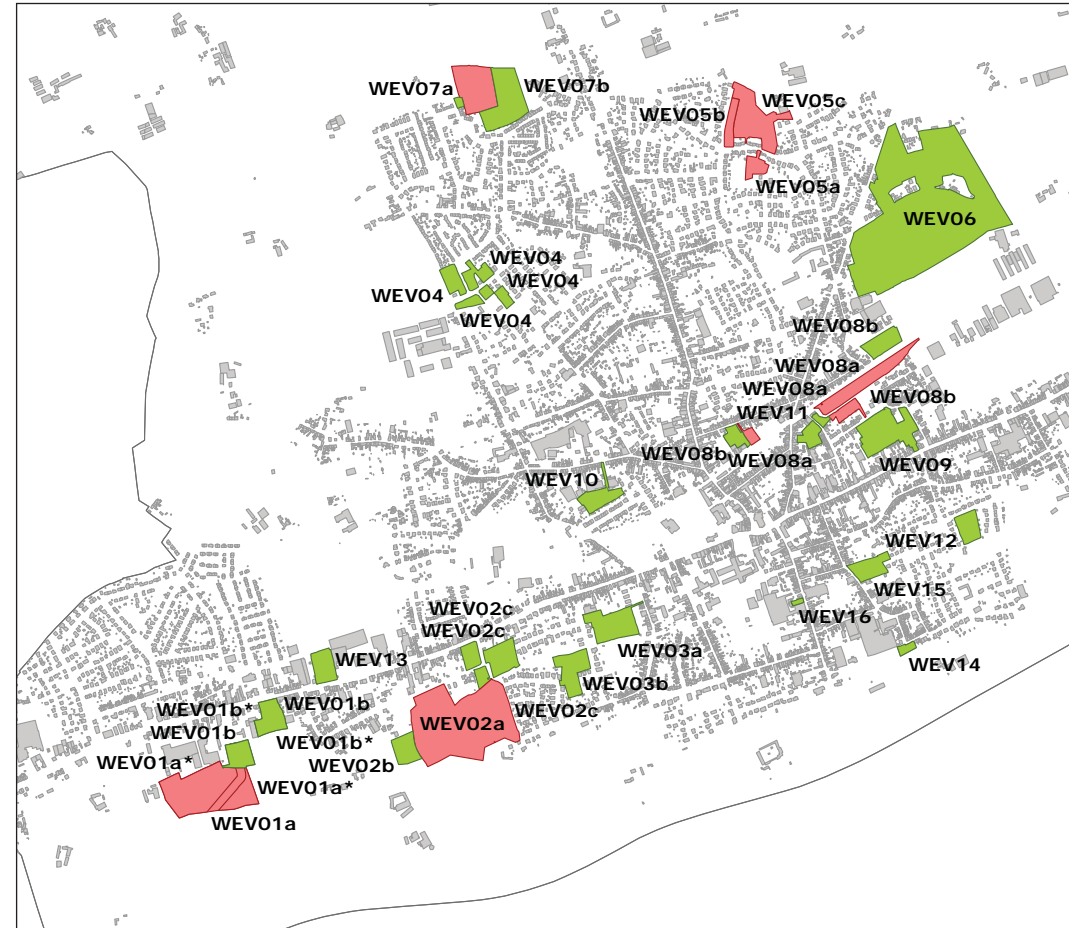 WEV07a
WEV07b
WEV05c
WEV05b
WEV05a
WEV06
WEV04
WEV04
WEV04
WEV04
WEV08b
WEV08a
WEV08a
WEV08b
WEV11
WEV08b
WEV08a
WEV09
WEV10
WEV12
WEV15
WEV16
WEV14
WEV02c
WEV02c
WEV03a
WEV13
WEV03b
WEV01b*
WEV01b
WEV02a
WEV02c
WEV01b
WEV01b*
WEV02b
WEV01a*
WEV01a*
WEV01a